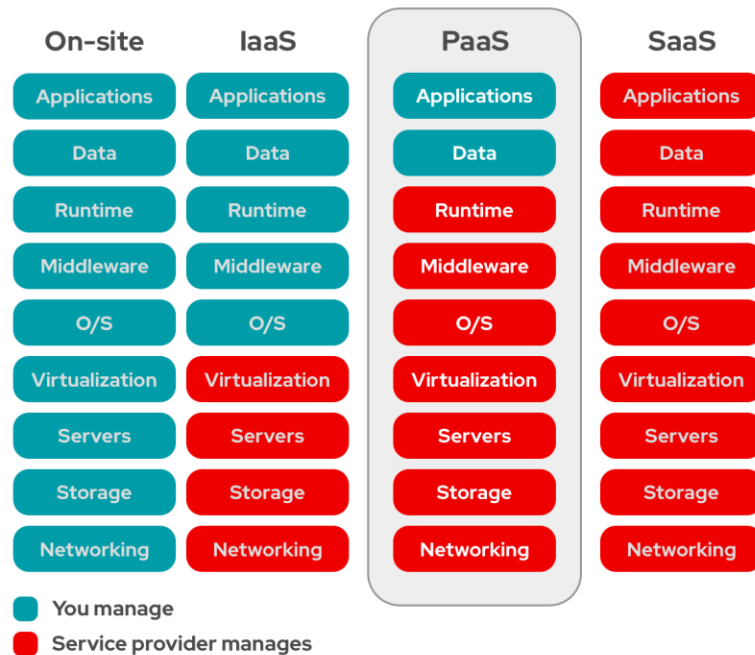 On-site IaaS PaaS SaaS
Applications Applications Applications Applications
Data Data Data Data
Runtime Runtime Runtime Runtime
Middleware Middleware Middleware Middleware
O/S O/S O/S O/S
Virtualization Virtualization Virtualization Virtualization
Servers Servers Servers Servers
Storage Storage Storage Storage
Networking Networking Networking Networking
You manage
Service provider manages